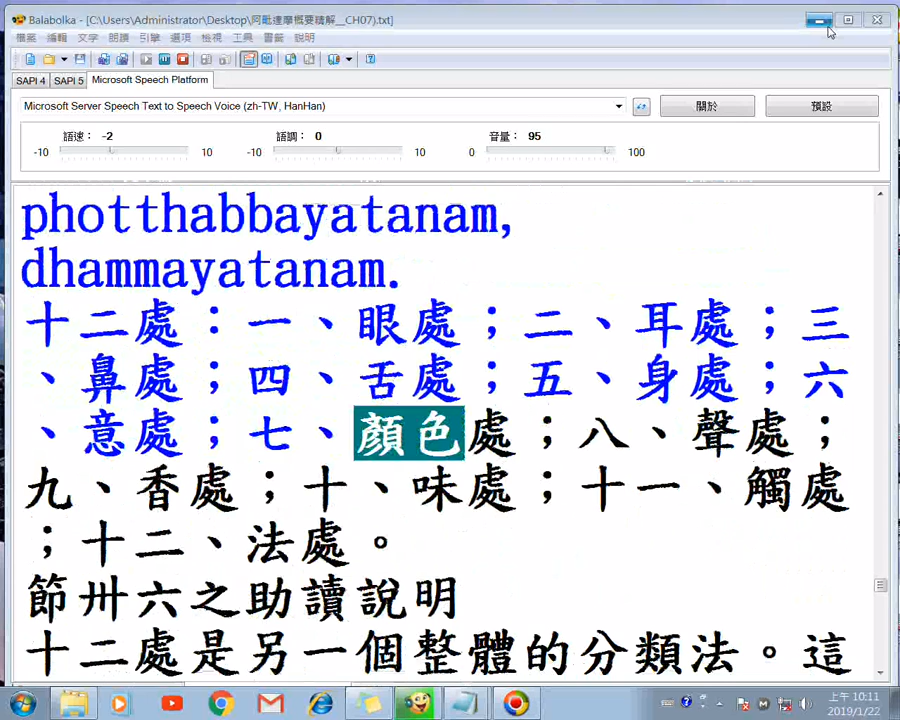 Balabolka - [C:\Users\Administrator\Desktop\阿毗達摩概要精解__CH07).txt]
檔案 編輯 文字 朗讀 引擎 選項 檢視 工具 書籤 說明
SAPI 4 SAPI 5 Microsoft Speech Platform
Microsoft Server Speech Text to Speech Voice (zh-TW, HanHan) 關於 預設
語速： -2 語調： 0 音量： 95
-10 10 -10 10 0 100
photthabbayatanam,
dhammayatanam.
十二處：一、眼處；二、耳處；三
、鼻處；四、舌處；五、身處；六
、意處；七、顏色處；八、聲處；
九、香處；十、味處；十一、觸處
；十二、法處。
節卅六之助讀說明
十二處是另一個整體的分類法。這
上午 10:11
2019/1/22